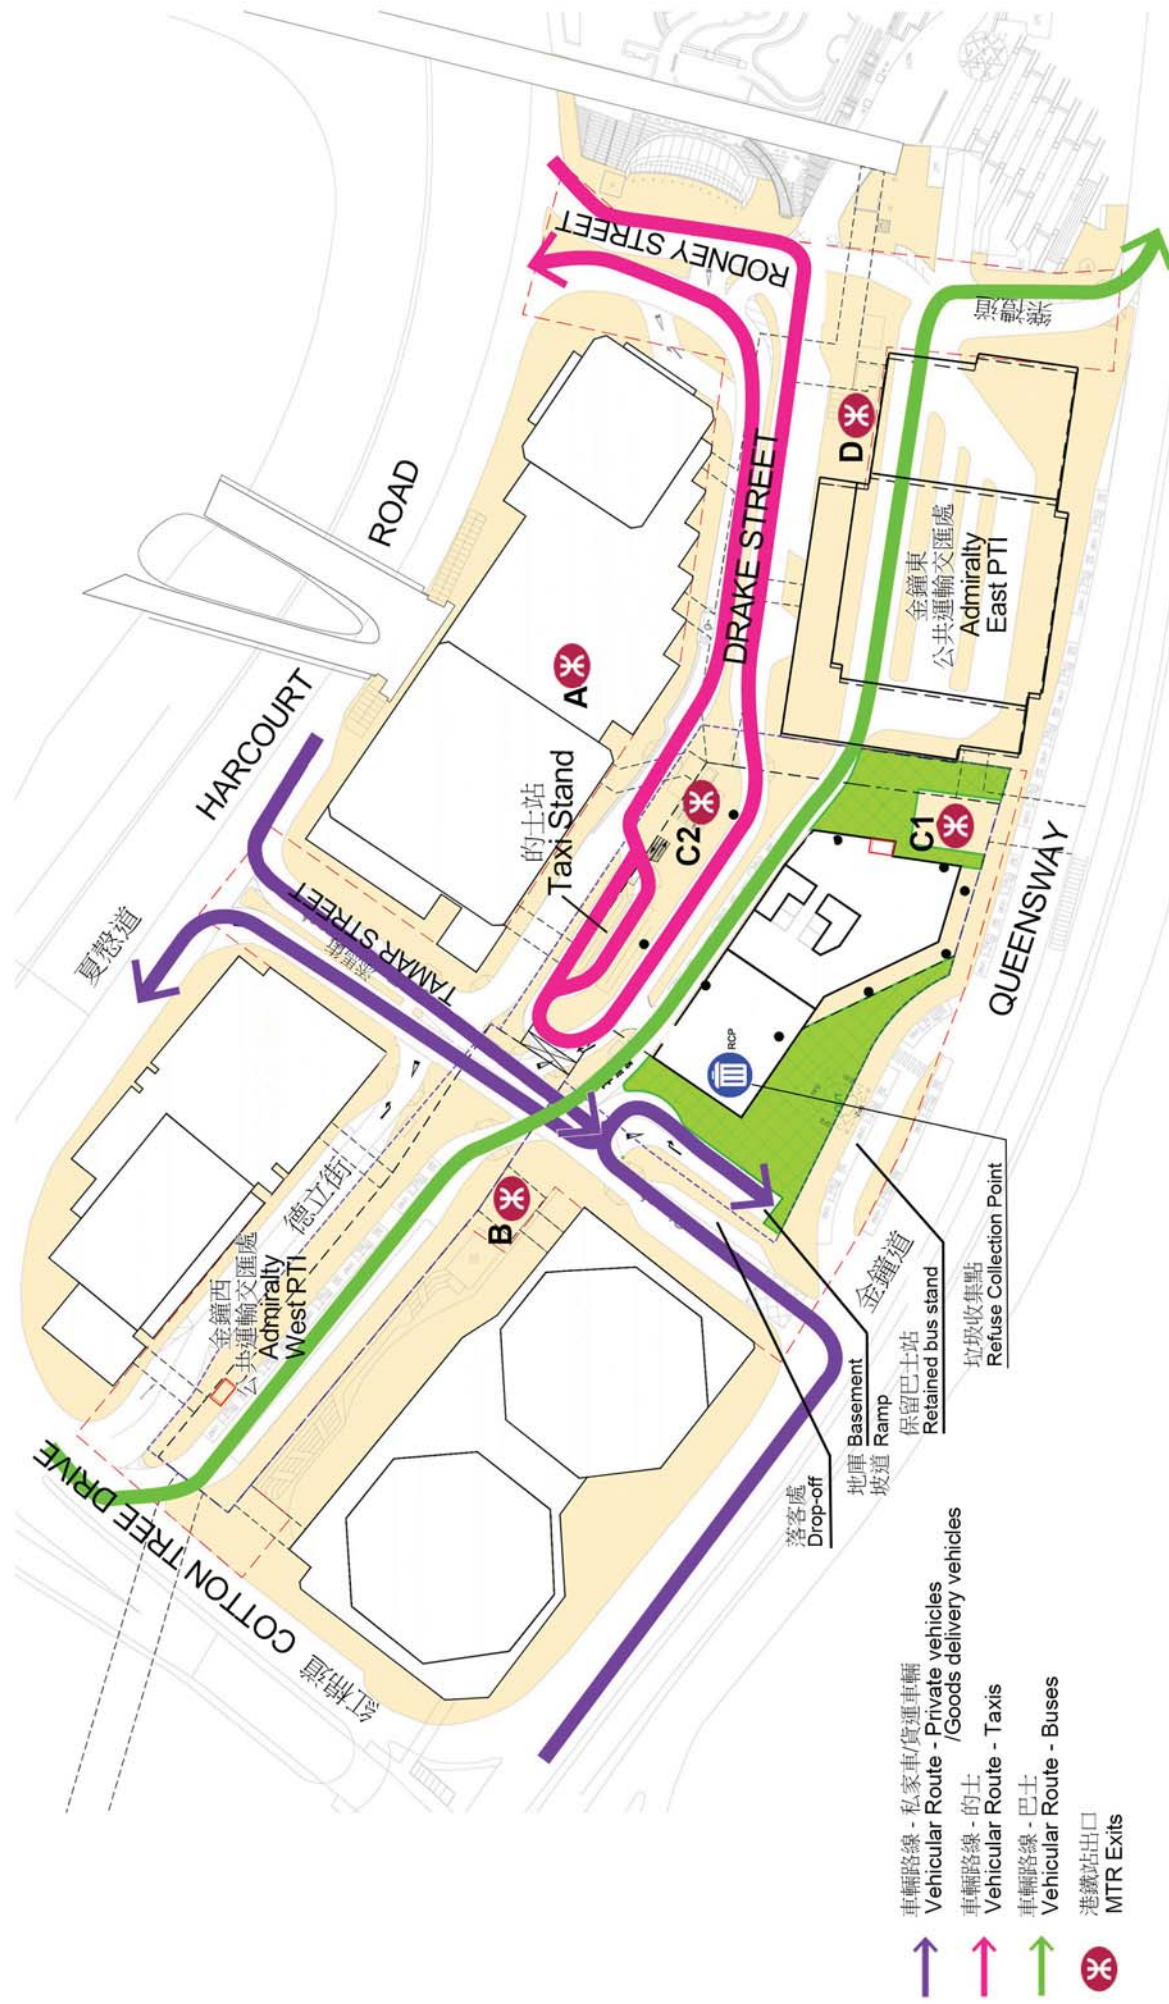 夏慤道
HARCOURT
ROAD
紅棉道
COTTON TREE DRIVE
金鐘西
公共運輸交匯處
Admiralty
West PTI
德立街
TAMAR STREET
的士站
Taxi Stand
DRAKE STREET
RODNEY STREET
樂禮道
金鐘東
公共運輸交匯處
Admiralty
East PTI
A
B
C1
C2
D
RCP
QUEENSWAY
金鐘道
落客處
Drop-off
地庫 Basement
坡道 Ramp
保留巴士站
Retained bus stand
垃圾收集點
Refuse Collection Point
車輛路線 - 私家車/貨運車輛
Vehicular Route - Private vehicles
/Goods delivery vehicles
車輛路線 - 的士
Vehicular Route - Taxis
車輛路線 - 巴士
Vehicular Route - Buses
港鐵站出口
MTR Exits